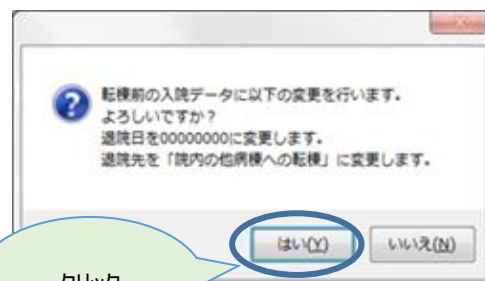 転棟前の入院データに以下の変更を行います。
よろしいですか？
退院日を00000000に変更します。
退院先を「院内の他病棟への転棟」に変更します。
はい(Y)
いいえ(N)
クリック